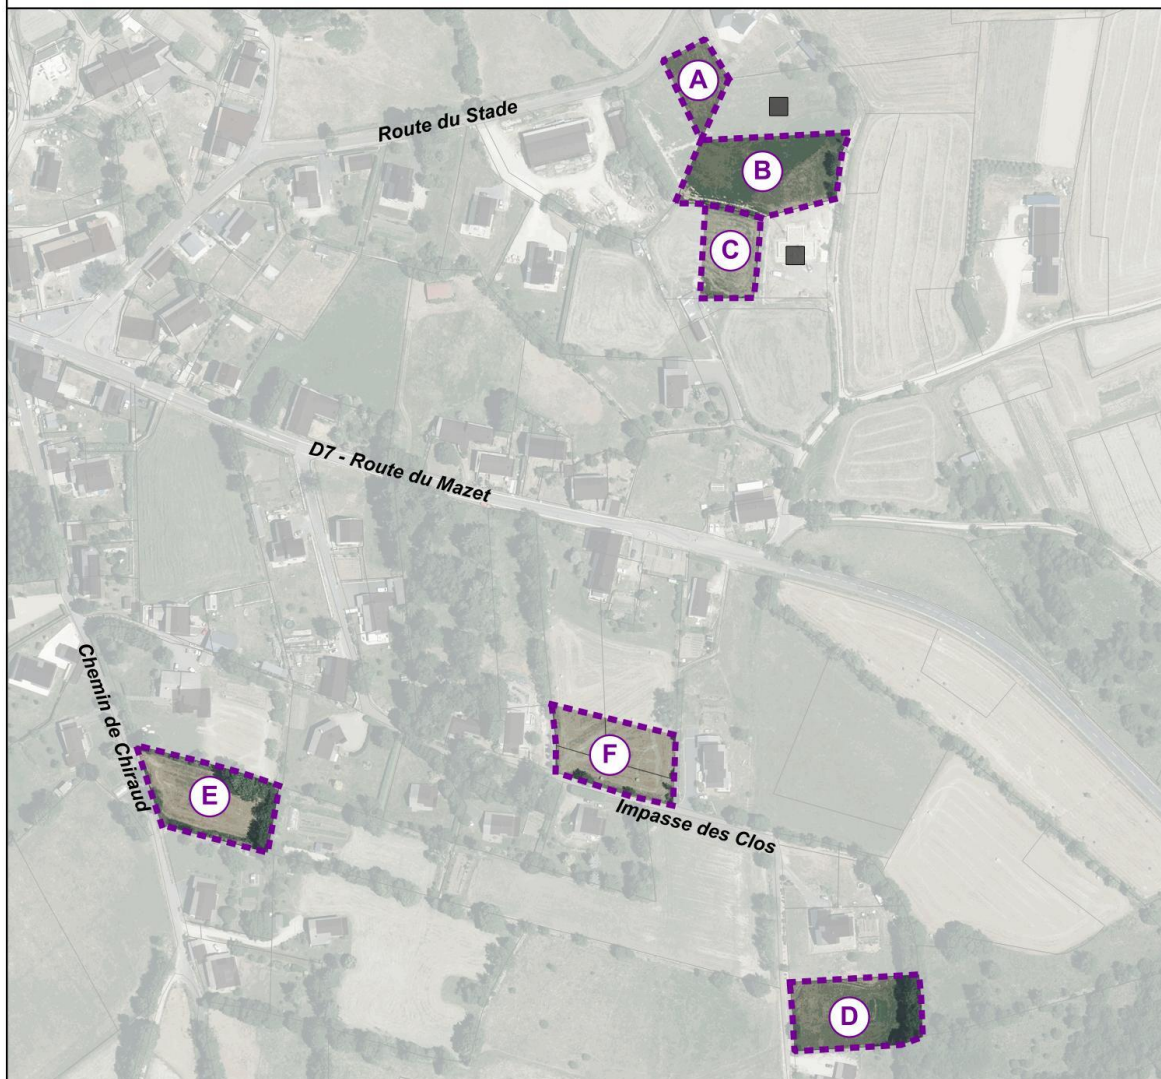 A
Route du Stade
B
C
D7 - Route du Mazet
Chemin de Chiraud
F
E
Impasse des Clos
D